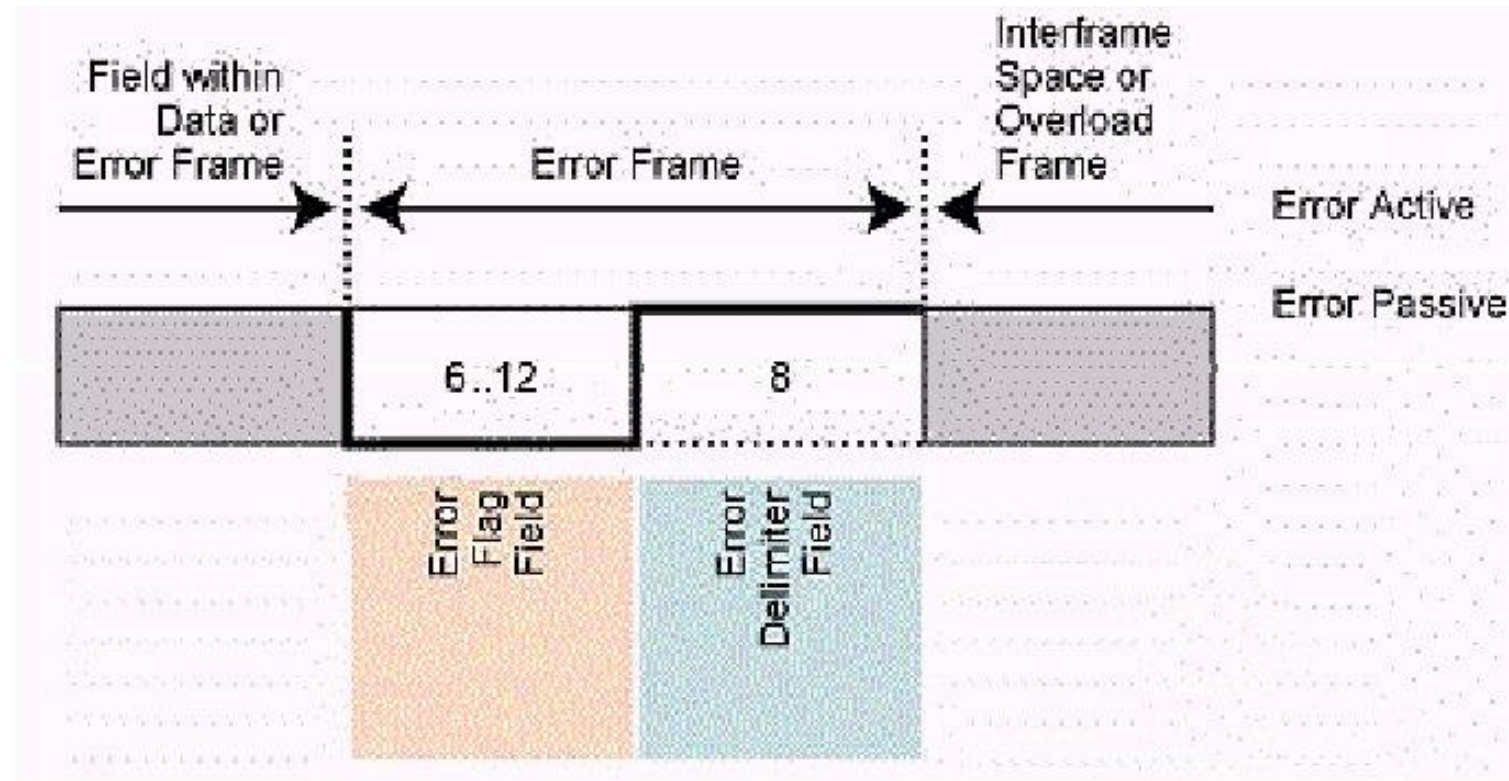 Field within
Data or
Error Frame
Error Frame
Interframe
Space or
Overload
Frame
Error Active
Error Passive
6..12
8
Error
Flag
Field
Error
Delimiter
Field